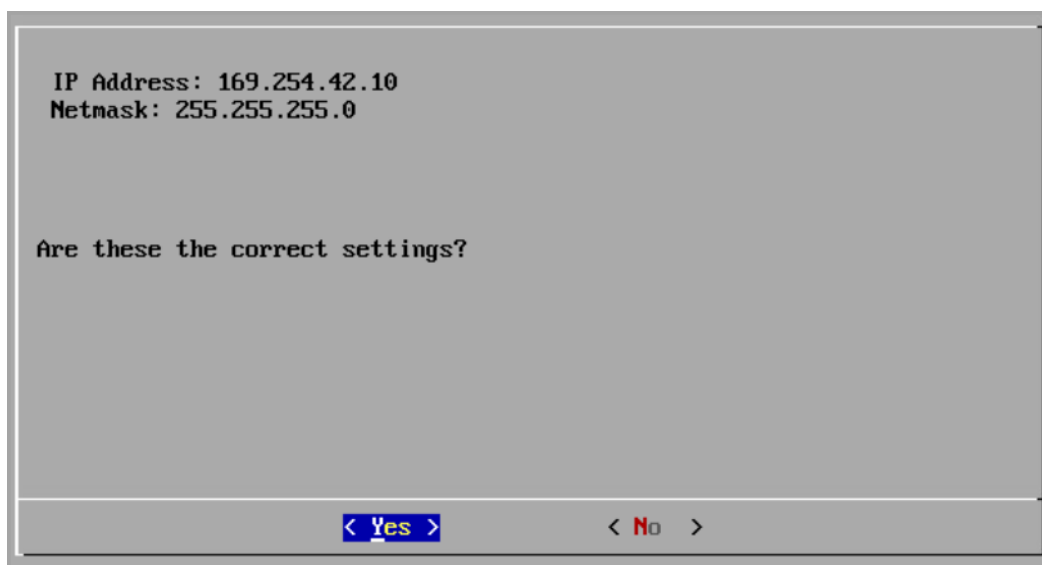 IP Address: 169.254.42.10
Netmask: 255.255.255.0
Are these the correct settings?
< Yes > < No >